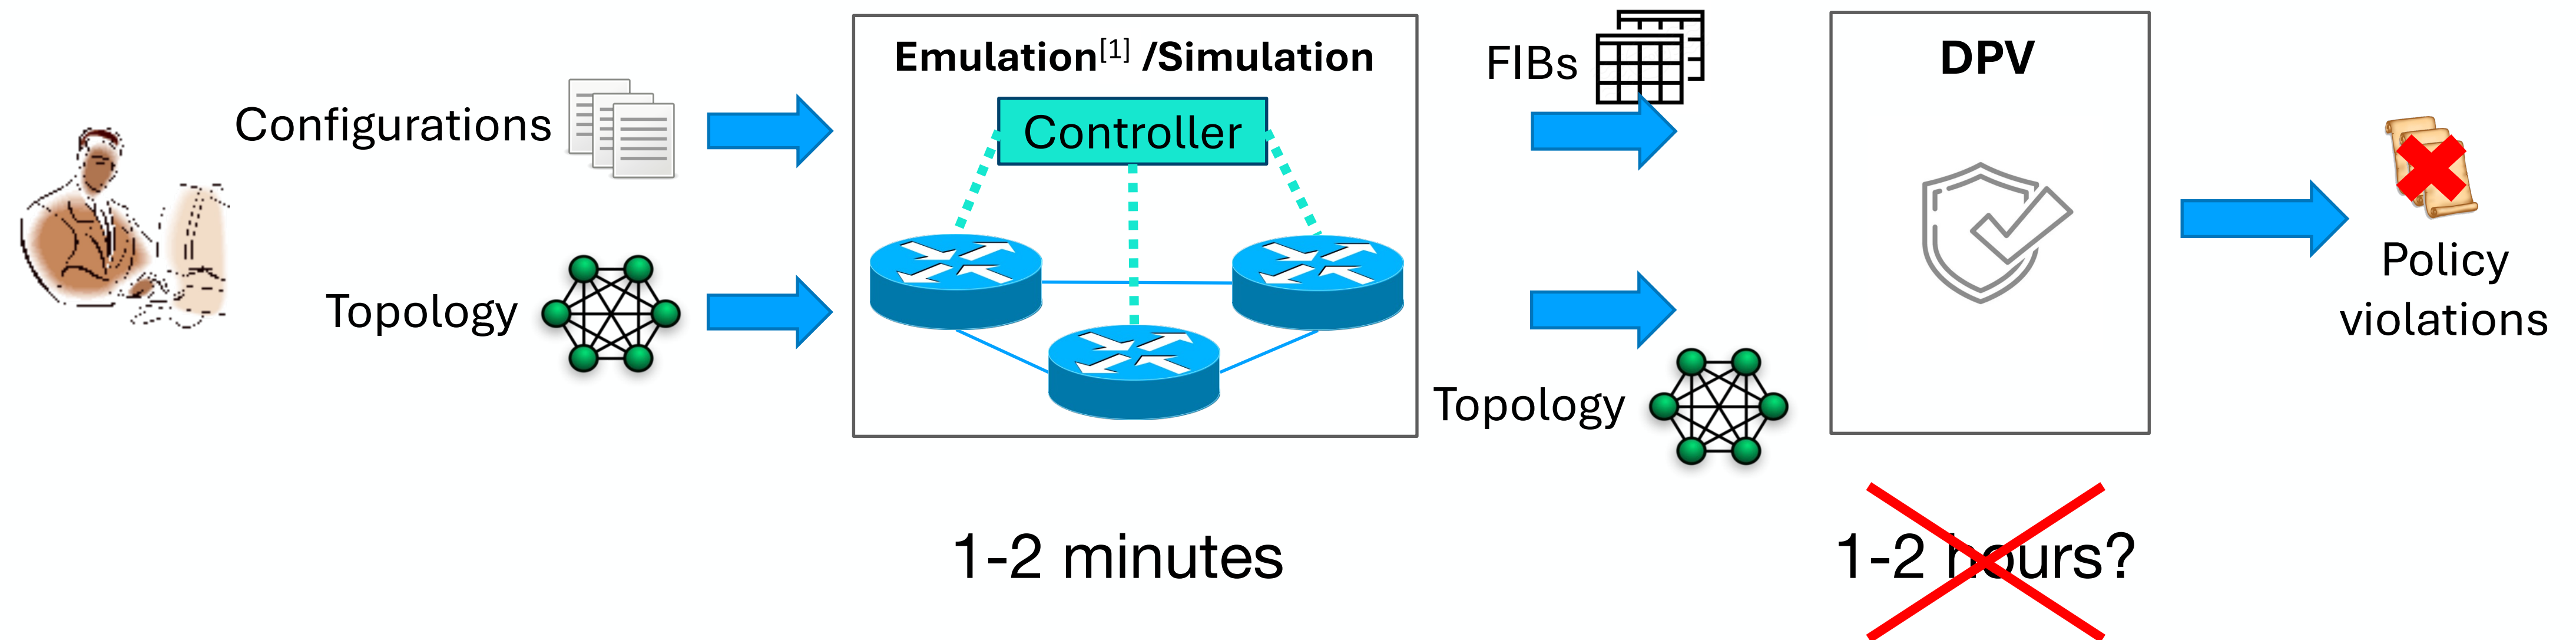 Configurations
Topology
Emulation[1] /Simulation
Controller
FIBs
Topology
DPV
Policy
violations
1-2 minutes
1-2 hours?